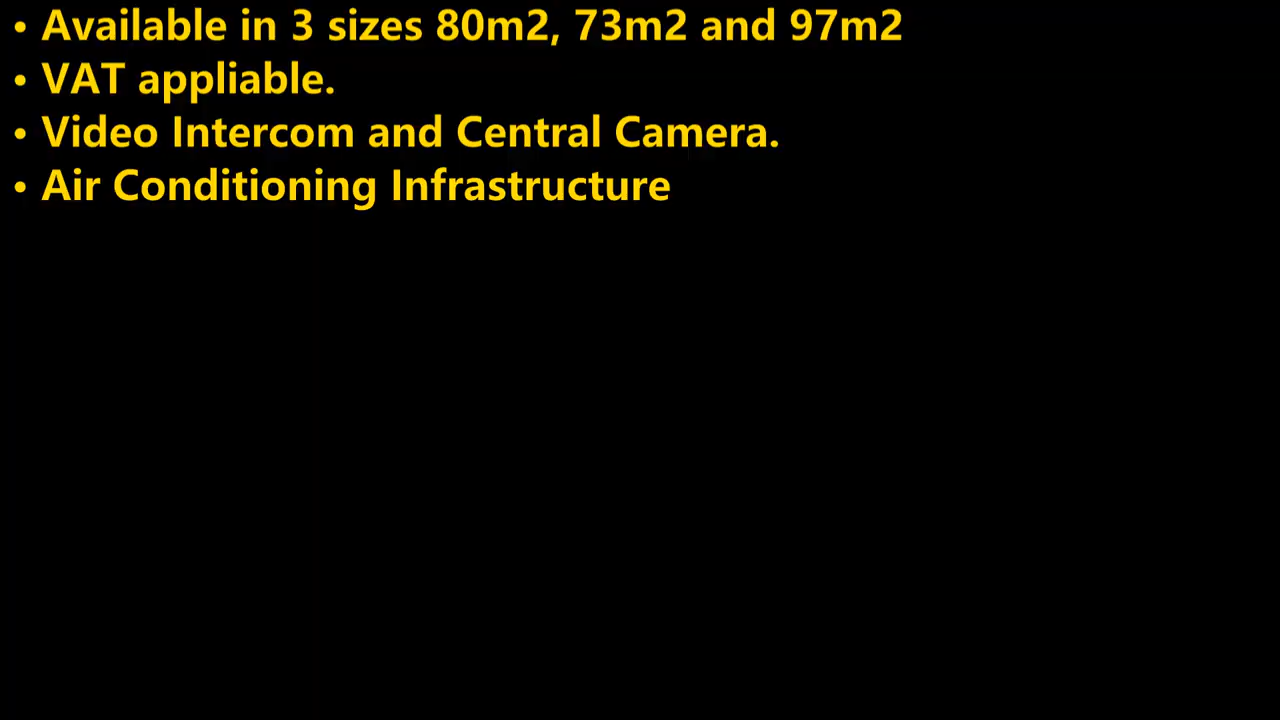 • Available in 3 sizes 80m2, 73m2 and 97m2
• VAT appliable.
• Video Intercom and Central Camera.
• Air Conditioning Infrastructure